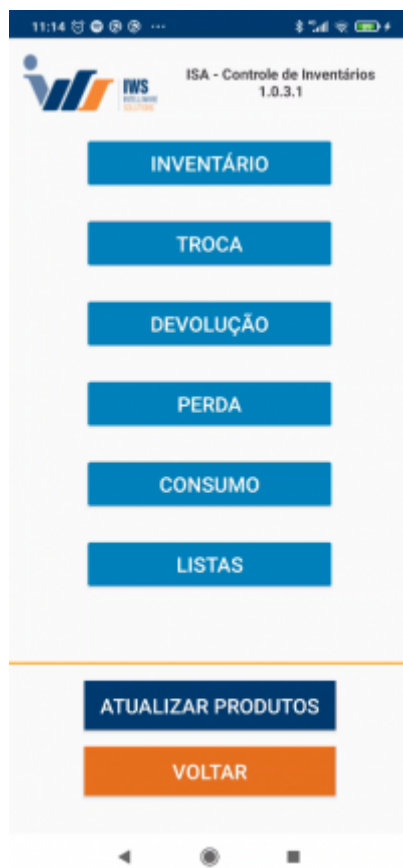 11:14
ISA - Controle de Inventários
1.0.3.1
IWS
INVENTÁRIO
TROCA
DEVOLUÇÃO
PERDA
CONSUMO
LISTAS
ATUALIZAR PRODUTOS
VOLTAR